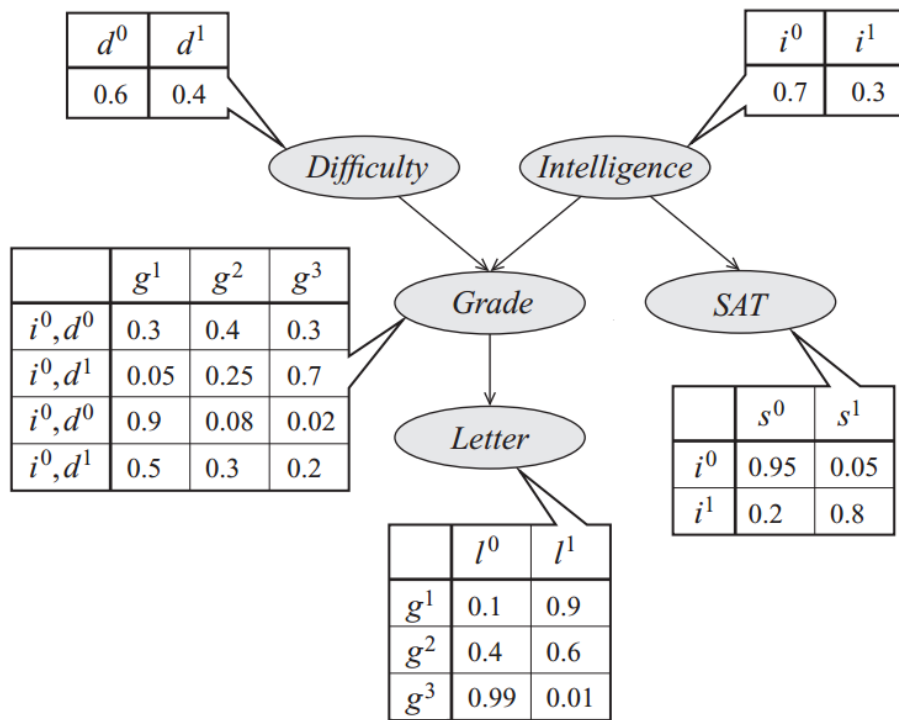 d⁰ d¹
0.6 0.4
i⁰ i¹
0.7 0.3
Difficulty
Intelligence
g¹ g² g³
i⁰,d⁰ 0.3 0.4 0.3
i⁰,d¹ 0.05 0.25 0.7
i⁰,d⁰ 0.9 0.08 0.02
i⁰,d¹ 0.5 0.3 0.2
Grade
SAT
Letter
s⁰ s¹
i⁰ 0.95 0.05
i¹ 0.2 0.8
l⁰ l¹
g¹ 0.1 0.9
g² 0.4 0.6
g³ 0.99 0.01